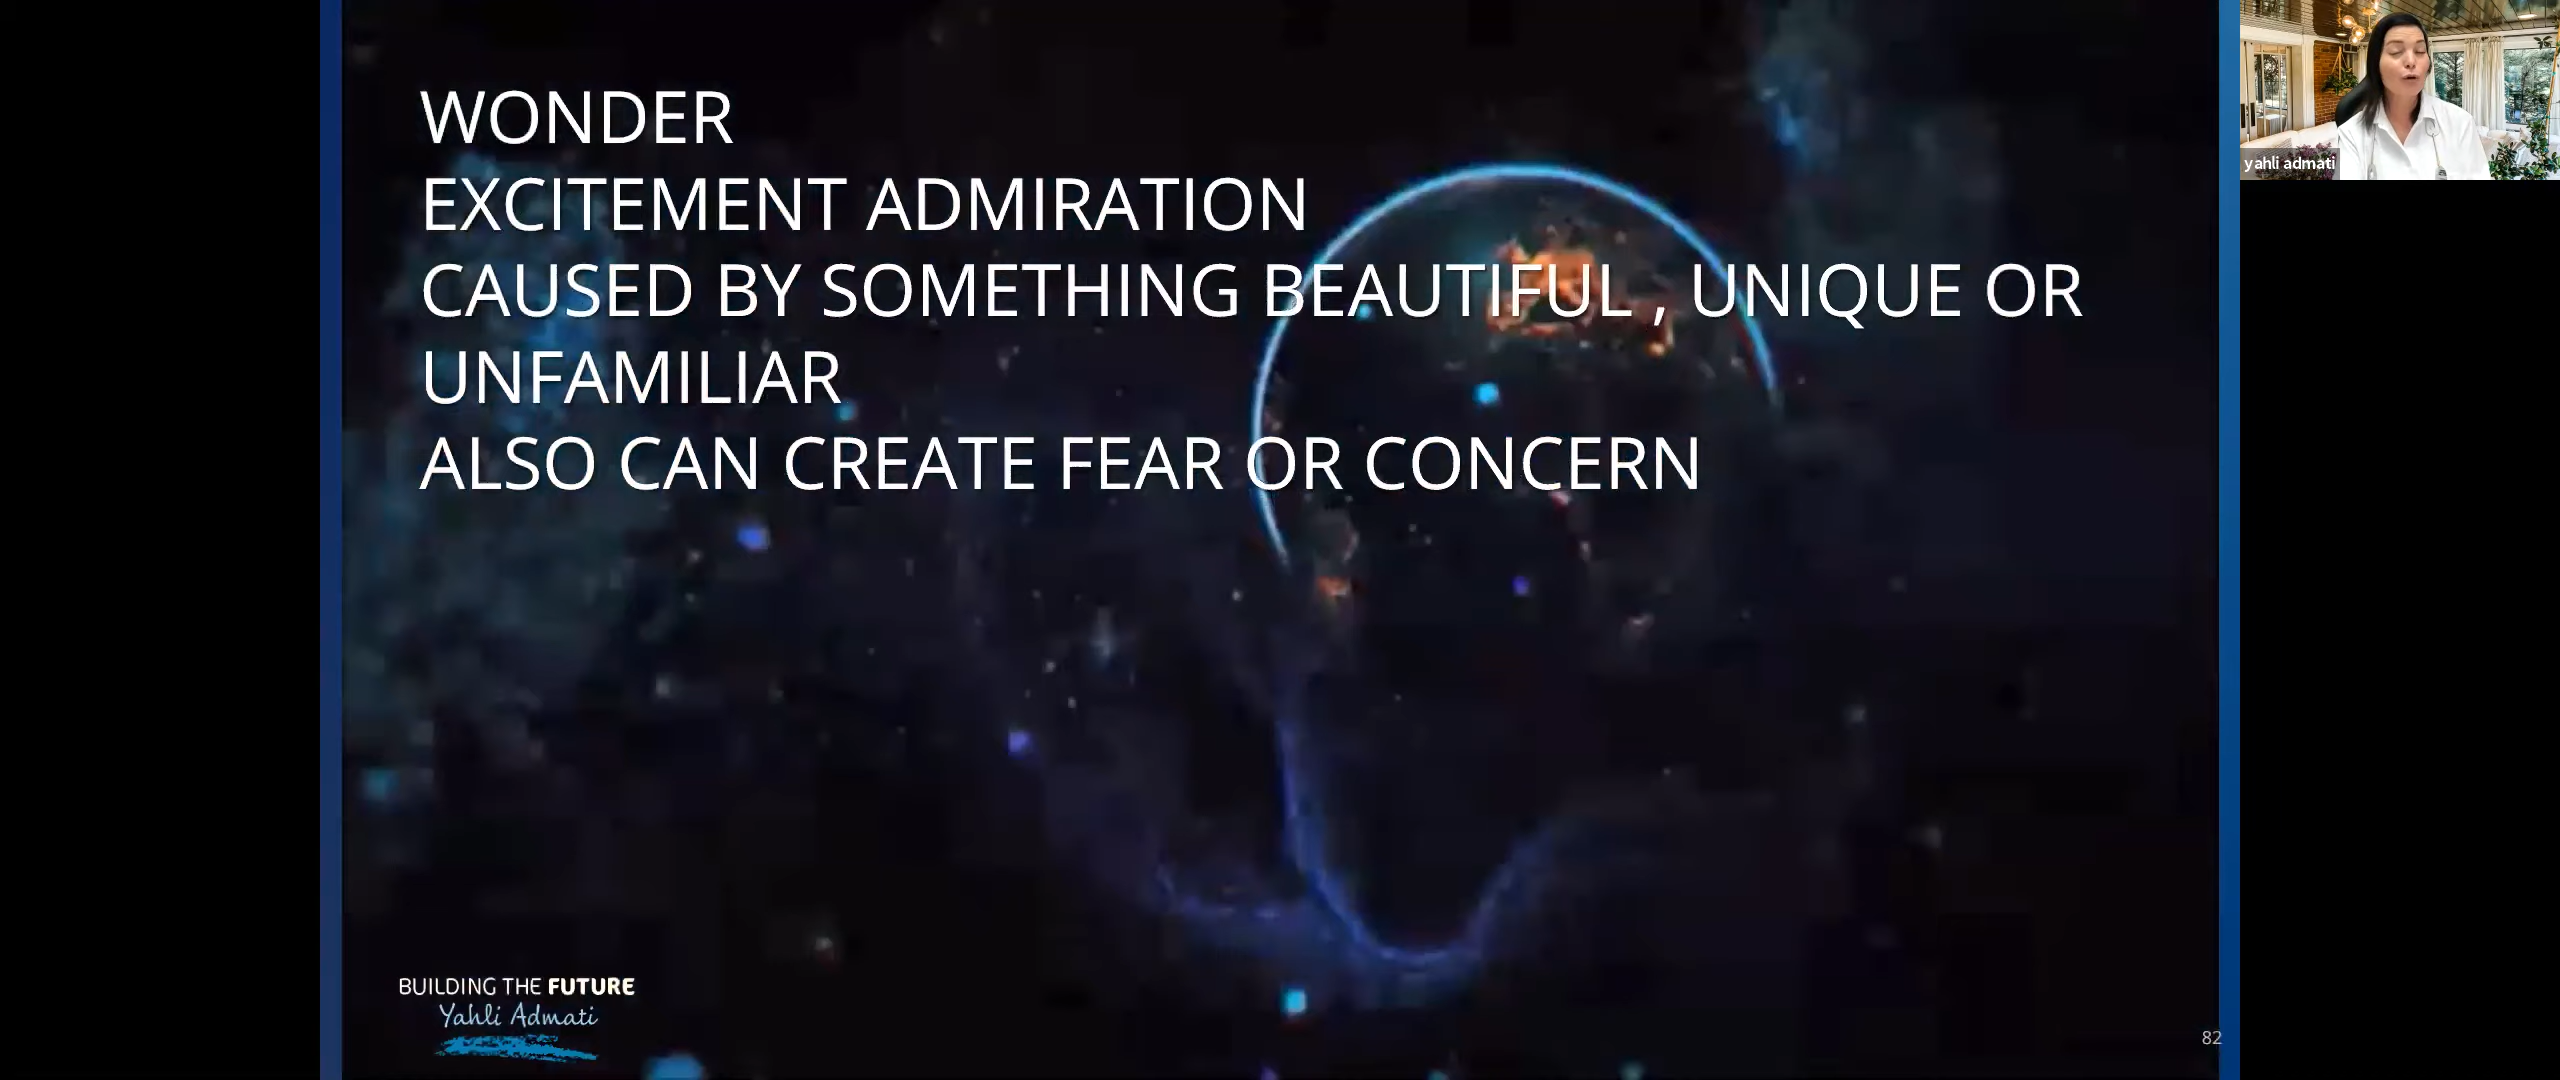 WONDER
EXCITEMENT ADMIRATION
CAUSED BY SOMETHING BEAUTIFUL , UNIQUE OR
UNFAMILIAR
ALSO CAN CREATE FEAR OR CONCERN
yahli admati
BUILDING THE FUTURE
Yahli Admati
82